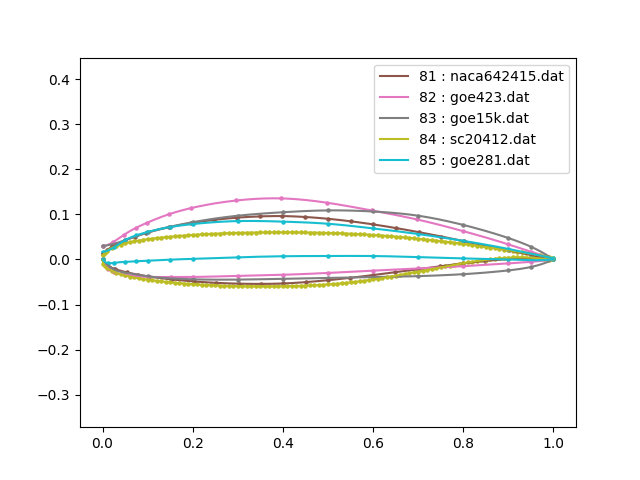 81 : naca642415.dat
82 : goe423.dat
83 : goe15k.dat
84 : sc20412.dat
85 : goe281.dat
0.4
0.3
0.2
0.1
0.0
−0.1
−0.2
−0.3
0.0 0.2 0.4 0.6 0.8 1.0